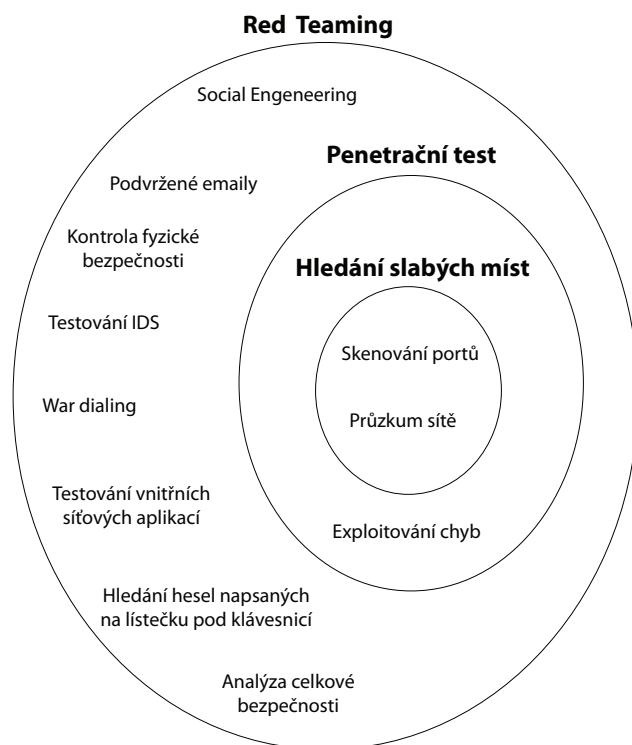 Red Teaming
Social Engeneering
Penetrační test
Podvržené emaily
Kontrola fyzické
bezpečnosti
Hledání slabých míst
Testování IDS
Skenování portů
War dialing
Průzkum sítě
Testování vnitřních
síťových aplikací
Exploitování chyb
Hledání hesel napsaných
na lístečku pod klávesnicí
Analýza celkové
bezpečnosti